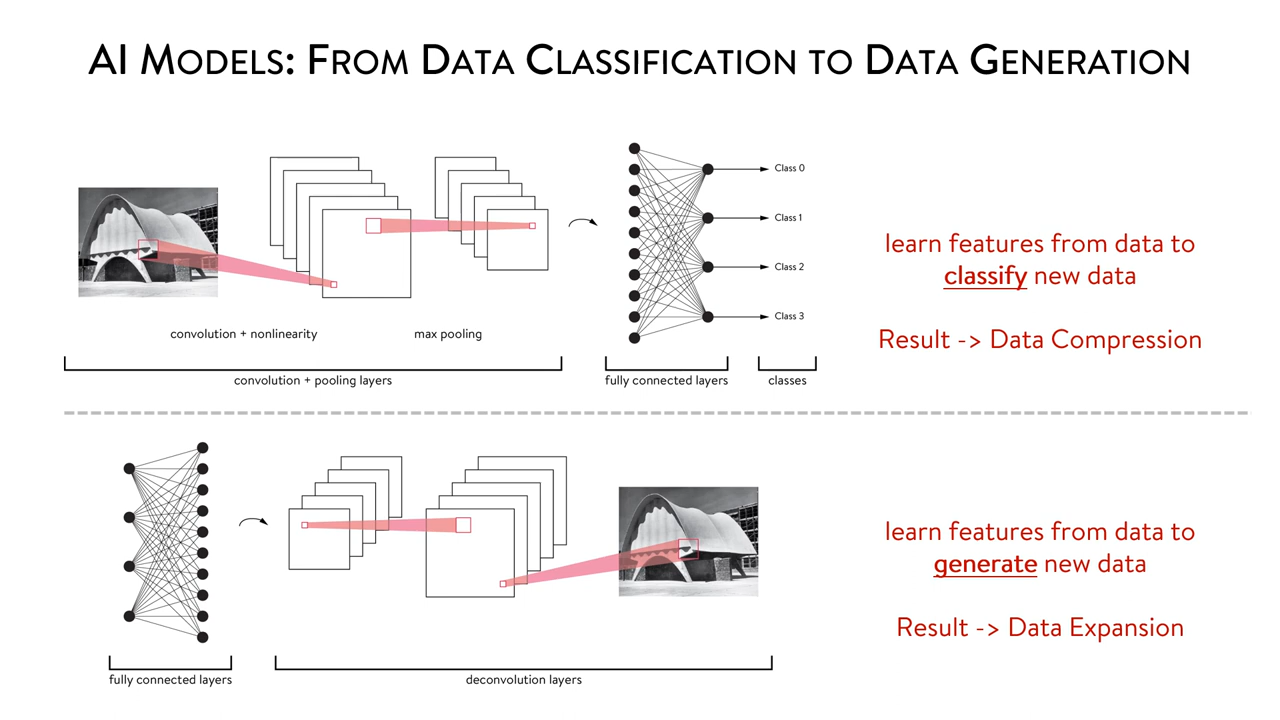 AI Models: From Data Classification to Data Generation
Class 0
Class 1
Class 2
Class 3
convolution + nonlinearity
max pooling
convolution + pooling layers
fully connected layers
classes
learn features from data to
classify new data
Result -> Data Compression
fully connected layers
deconvolution layers
learn features from data to
generate new data
Result -> Data Expansion